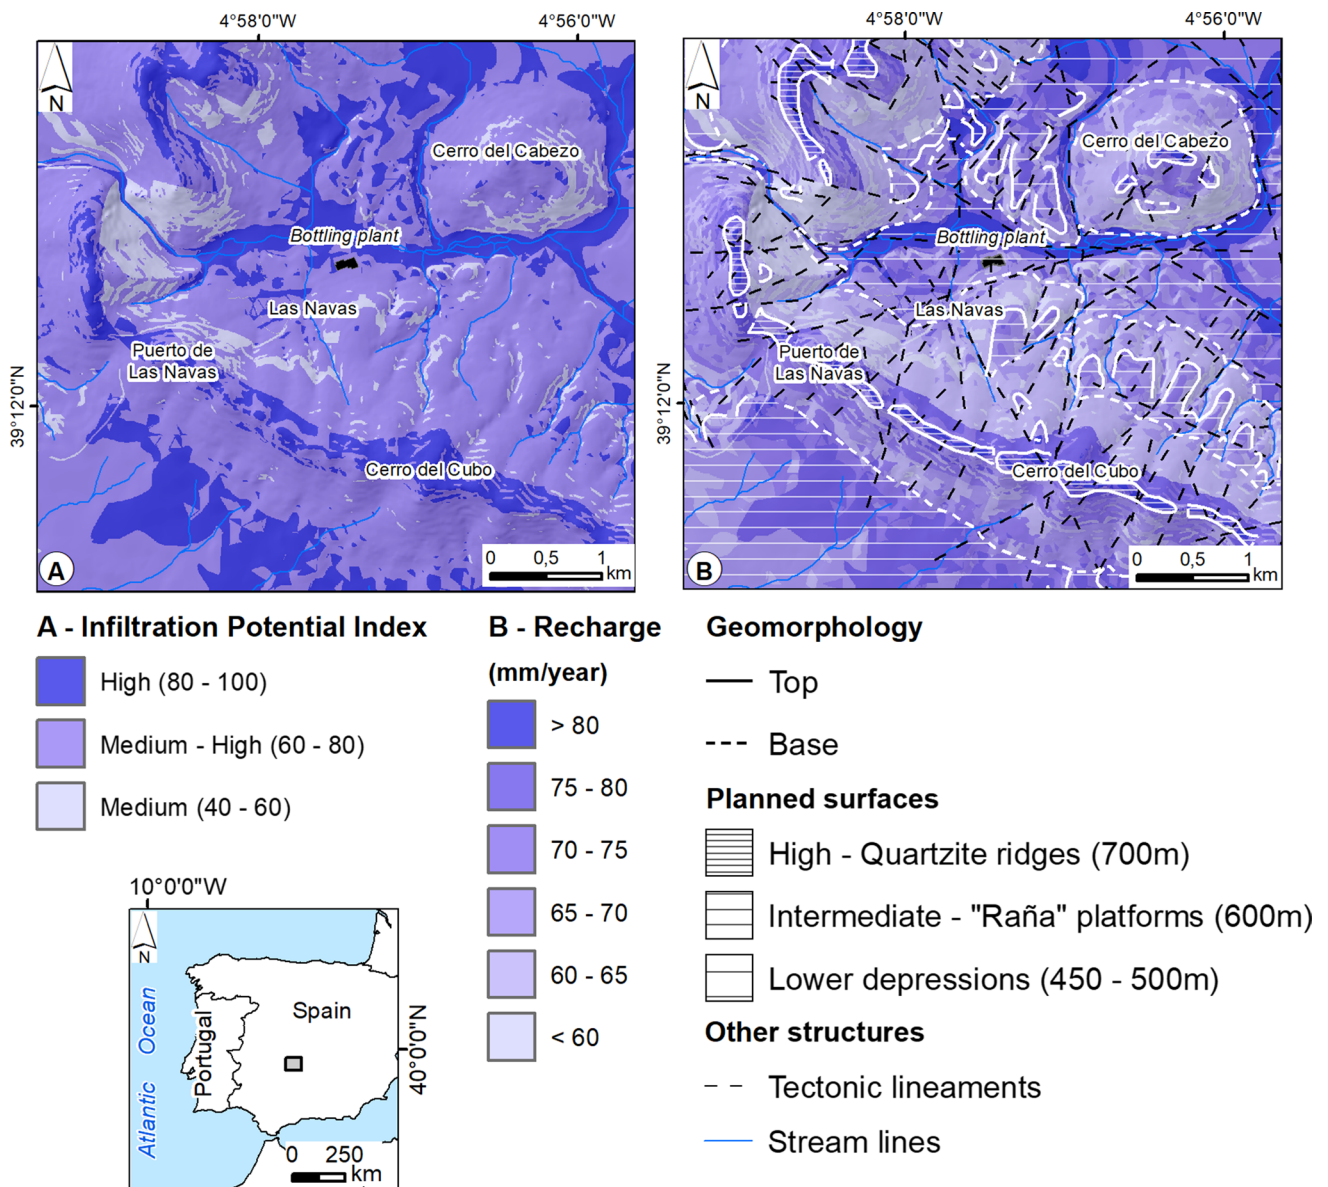 4°58'0"W
4°56'0"W
4°58'0"W
4°56'0"W
N
Cerro del Cabezo
Bottling plant
Las Navas
Puerto de
Las Navas
39°12'0"N
Cerro del Cubo
A
0 0,5 1
km
N
Cerro del Cabezo
Bottling plant
Las Navas
Puerto de
Las Navas
39°12'0"N
Cerro del Cubo
B
0 0,5 1
km
A - Infiltration Potential Index
High (80 - 100)
Medium - High (60 - 80)
Medium (40 - 60)
B - Recharge
(mm/year)
> 80
75 - 80
70 - 75
65 - 70
60 - 65
< 60
Geomorphology
Top
Base
Planned surfaces
High - Quartzite ridges (700m)
Intermediate - "Raña" platforms (600m)
Lower depressions (450 - 500m)
Other structures
Tectonic lineaments
Stream lines
10°0'0"W
N
Atlantic Ocean
Portugal
Spain
40°0'0"N
0 250
km